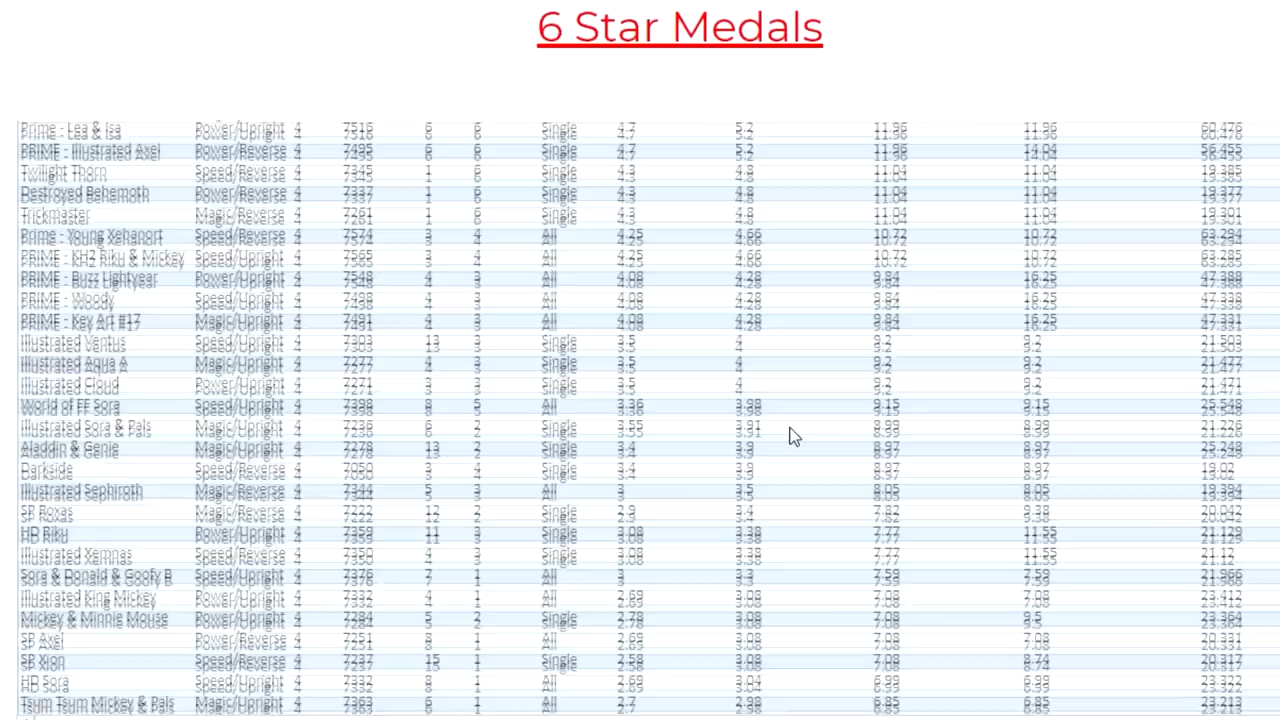 6 Star Medals
Prime - Lea & Isa Power/Upright 4 7516 6 6 Single 4.7 5.2 11.96 11.96 60.476
PRIME - Illustrated Axel Power/Reverse 4 7495 6 6 Single 4.7 5.2 11.96 14.04 56.455
Twilight Thorn Speed/Reverse 4 7345 1 6 Single 4.3 4.8 11.04 11.04 19.385
Destroyed Behemoth Power/Reverse 4 7337 1 6 Single 4.3 4.8 11.04 11.04 19.377
Trickmaster Magic/Reverse 4 7261 1 6 Single 4.3 4.8 11.04 11.04 19.301
Prime - Young Xehanort Speed/Reverse 4 7574 3 4 All 4.25 4.66 10.72 10.72 63.294
PRIME - KH2 Riku & Mickey Speed/Upright 4 7565 3 4 All 4.25 4.66 10.72 10.72 63.285
PRIME - Buzz Lightyear Power/Upright 4 7548 4 3 All 4.08 4.28 9.84 16.25 47.388
PRIME - Woody Speed/Upright 4 7498 4 3 All 4.08 4.28 9.84 16.25 47.338
PRIME - Key Art #17 Magic/Upright 4 7491 4 3 All 4.08 4.28 9.84 16.25 47.331
Illustrated Ventus Speed/Upright 4 7303 13 3 Single 3.5 4 9.2 9.2 21.503
Illustrated Aqua A Magic/Upright 4 7277 4 3 Single 3.5 4 9.2 9.2 21.477
Illustrated Cloud Power/Upright 4 7271 3 3 Single 3.5 4 9.2 9.2 21.471
World of FF Sora Speed/Upright 4 7398 8 5 All 3.36 3.98 9.15 9.15 25.548
Illustrated Sora & Pals Magic/Upright 4 7236 6 2 Single 3.55 3.91 8.99 8.99 21.226
Aladdin & Genie Magic/Upright 4 7278 13 2 Single 3.4 3.9 8.97 8.97 25.248
Darkside Speed/Reverse 4 7050 3 4 Single 3.4 3.9 8.97 8.97 19.02
Illustrated Sephiroth Magic/Reverse 4 7344 5 3 All 3 3.5 8.05 8.05 19.394
SP Roxas Magic/Reverse 4 7222 12 2 Single 2.9 3.4 7.82 9.38 20.042
HD Riku Power/Upright 4 7359 11 3 Single 3.08 3.38 7.77 11.55 21.129
Illustrated Xemnas Speed/Reverse 4 7350 4 3 Single 3.08 3.38 7.77 11.55 21.12
Sora & Donald & Goofy B Speed/Upright 4 7376 7 1 All 3 3.3 7.59 7.59 21.966
Illustrated King Mickey Power/Upright 4 7332 4 1 All 2.69 3.08 7.08 7.08 23.412
Mickey & Minnie Mouse Power/Upright 4 7284 5 2 Single 2.78 3.08 7.08 9.5 23.364
SP Axel Power/Reverse 4 7251 8 1 All 2.69 3.08 7.08 7.08 20.331
SP Xion Speed/Reverse 4 7237 15 1 Single 2.58 3.08 7.08 8.74 20.317
HD Sora Speed/Upright 4 7332 8 1 All 2.69 3.04 6.99 6.99 23.322
Tsum Tsum Mickey & Pals Magic/Upright 4 7363 6 1 All 2.7 2.98 6.85 6.85 23.213